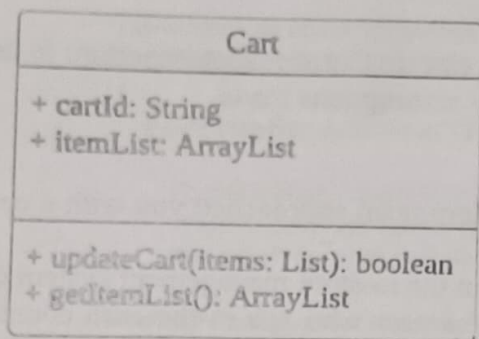 Cart
+ cartId: String
+ itemList: ArrayList
+ updateCart(items: List): boolean
+ getItemList(): ArrayList